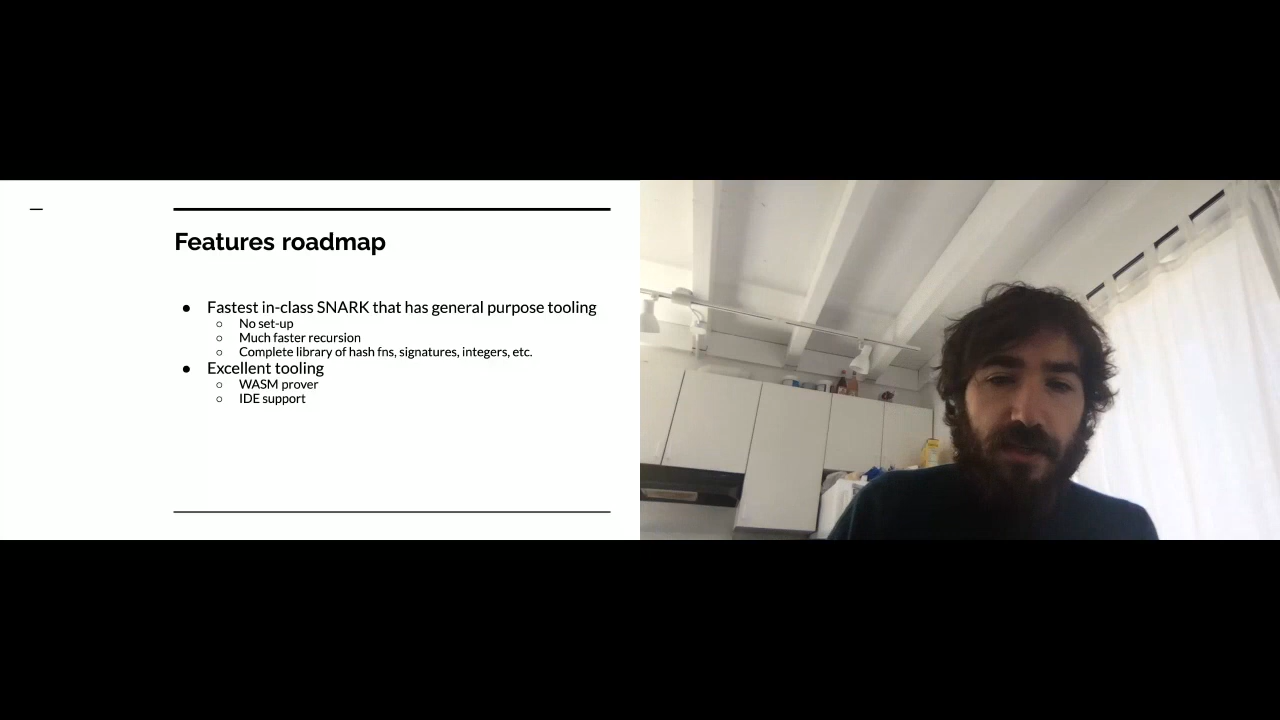 Features roadmap
● Fastest in-class SNARK that has general purpose tooling
○ No set-up
○ Much faster recursion
○ Complete library of hash fns, signatures, integers, etc.
● Excellent tooling
○ WASM prover
○ IDE support